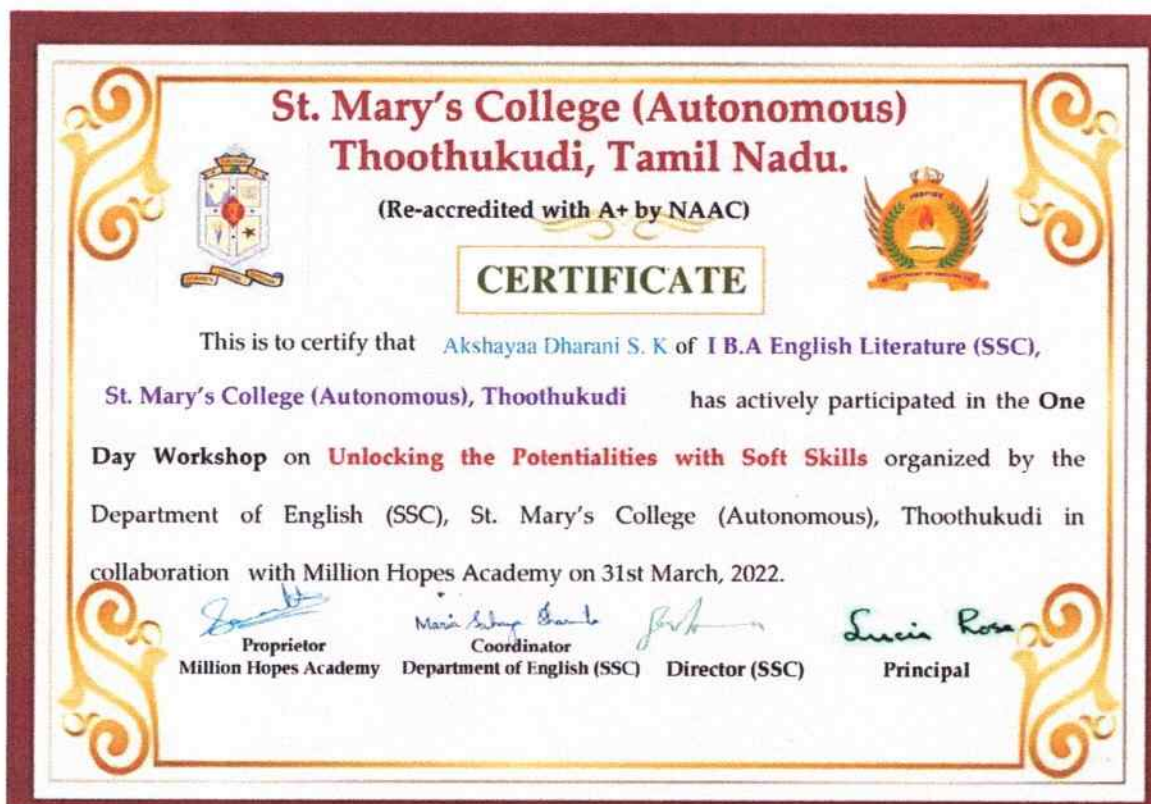 St. Mary's College (Autonomous)
Thoothukudi, Tamil Nadu.
(Re-accredited with A+ by NAAC)
INSPIRE
CERTIFICATE
This is to certify that Akshayaa Dharani S. K of I B.A English Literature (SSC),
St. Mary's College (Autonomous), Thoothukudi has actively participated in the One
Day Workshop on Unlocking the Potentialities with Soft Skills organized by the
Department of English (SSC), St. Mary's College (Autonomous), Thoothukudi in
collaboration with Million Hopes Academy on 31st March, 2022.
Maria Lucia Rosa
Proprietor Coordinator
Million Hopes Academy Department of English (SSC) Director (SSC) Principal